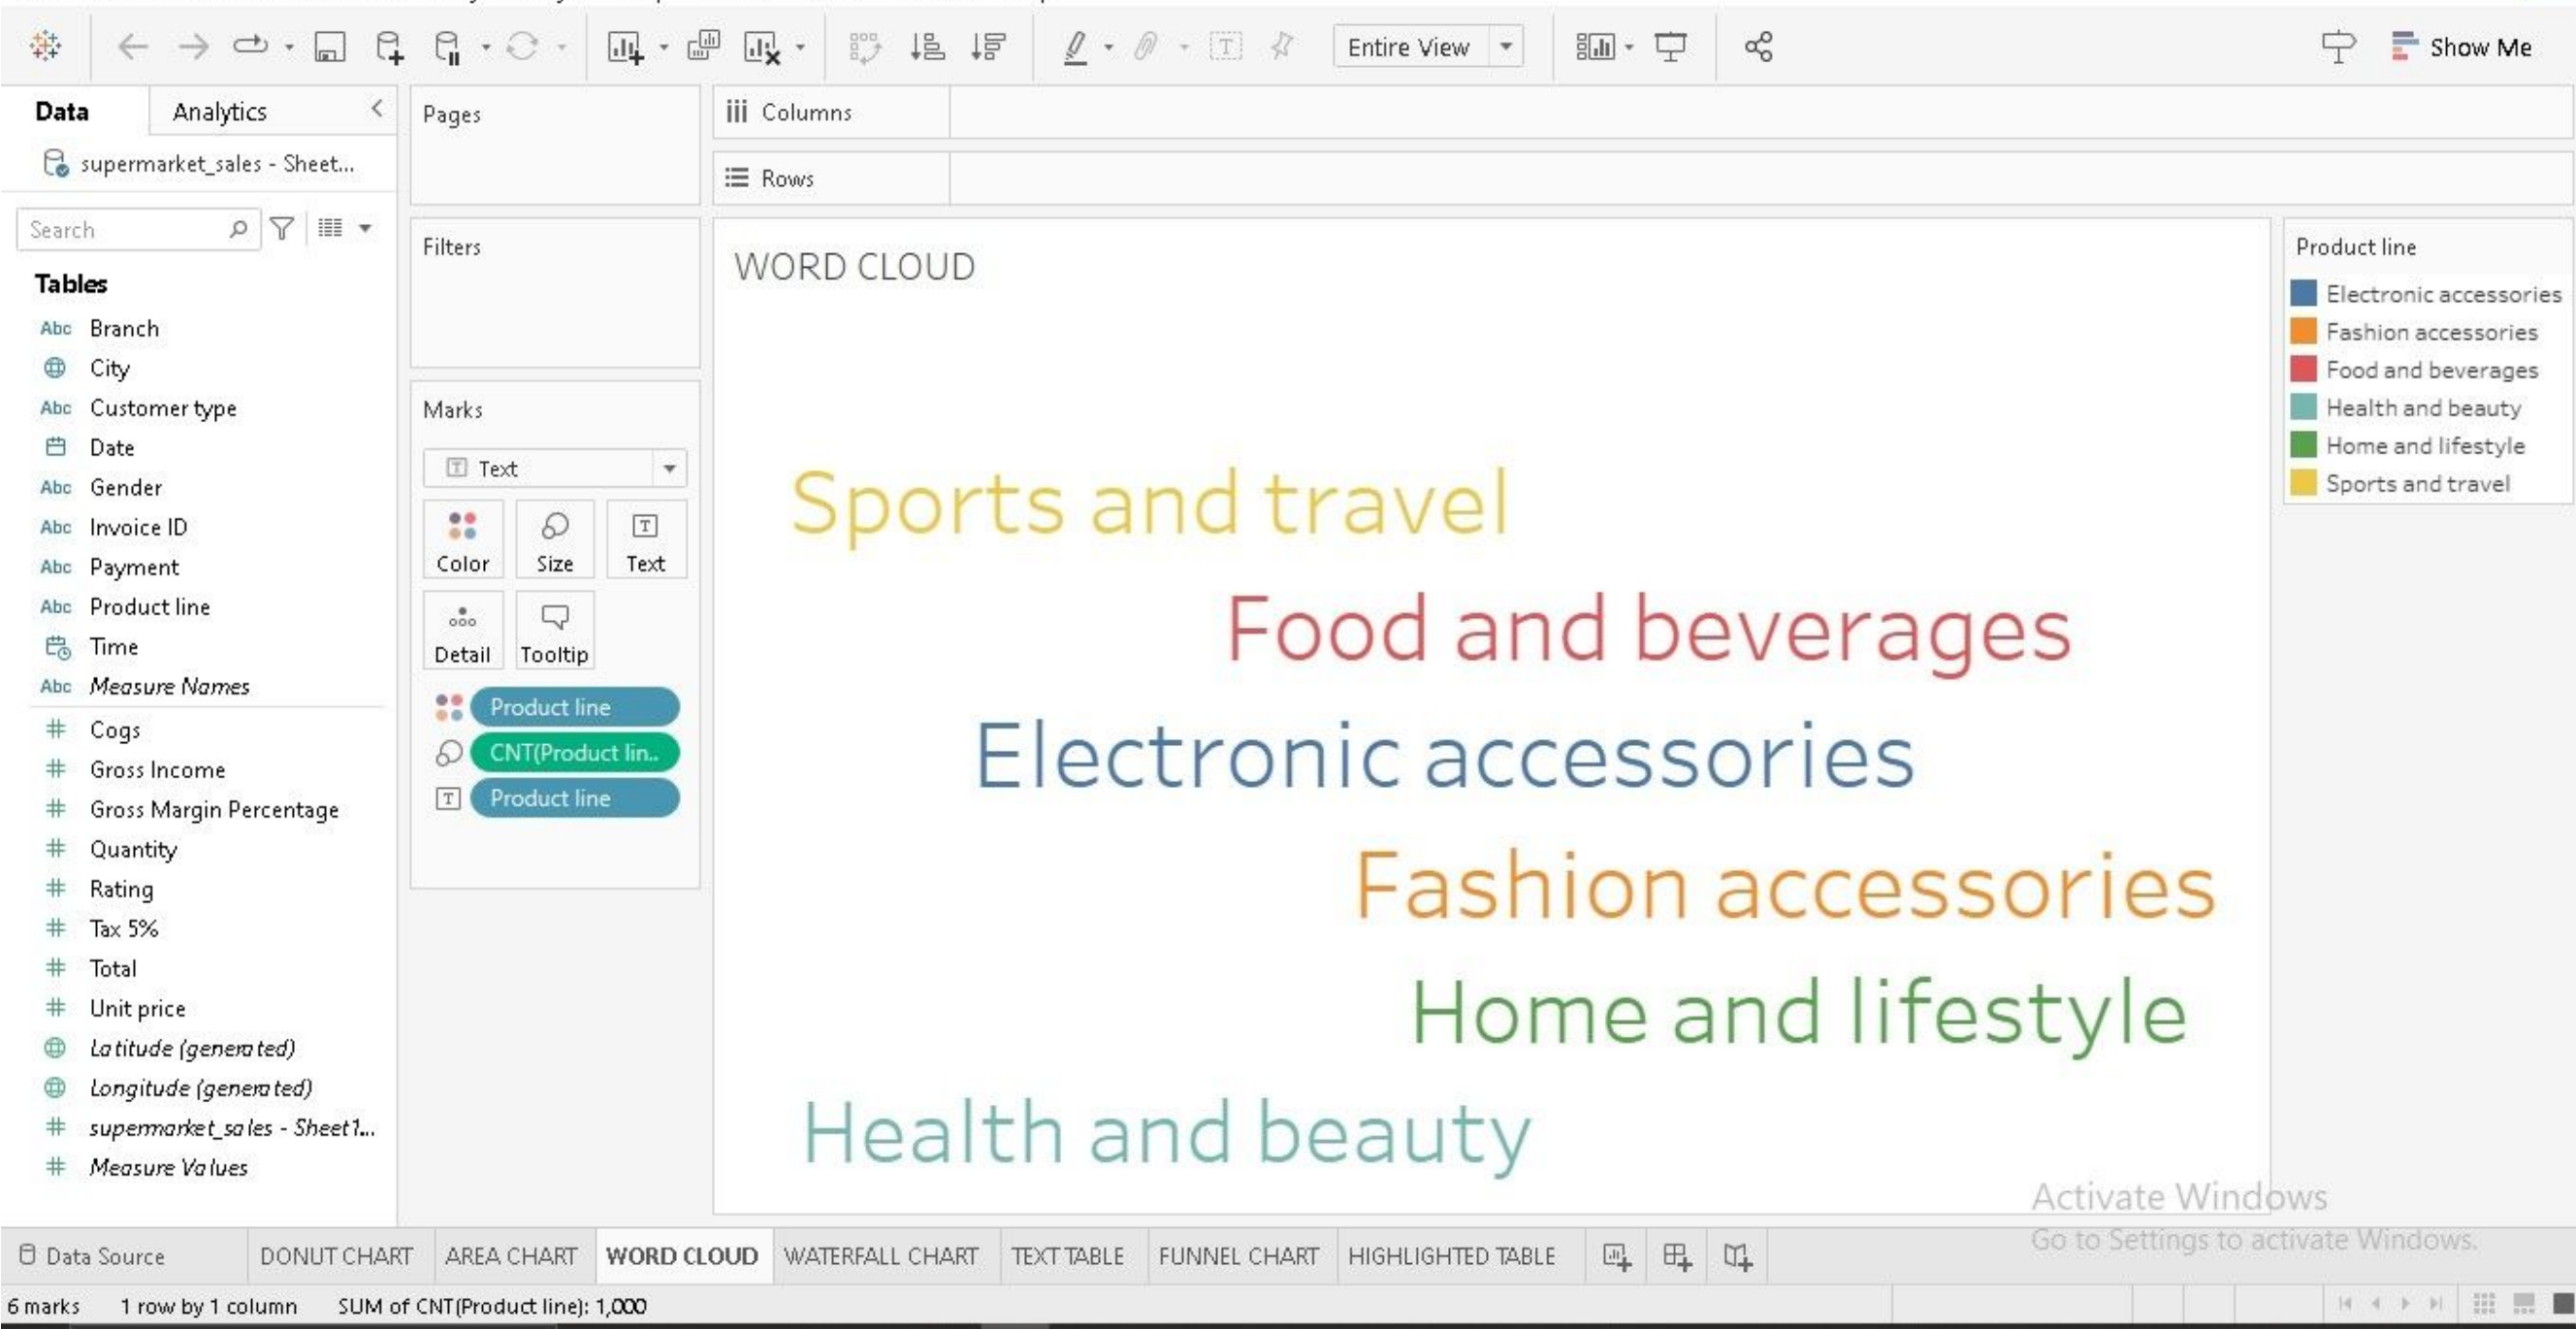 Entire View
Show Me
Data
Analytics
supermarket_sales - Sheet...
Search
Tables
Abc Branch
City
Abc Customer type
Date
Abc Gender
Abc Invoice ID
Abc Payment
Abc Product line
Time
Abc Measure Names
# Cogs
# Gross Income
# Gross Margin Percentage
# Quantity
# Rating
# Tax 5%
# Total
# Unit price
Latitude (generated)
Longitude (generated)
# supermarket_sales - Sheet1...
# Measure Values
Pages
Filters
Marks
T Text
Color
Size
T
Text
Detail
Tooltip
Product line
CNT(Product lin..
T Product line
Columns
Rows
WORD CLOUD
Sports and travel
Food and beverages
Electronic accessories
Fashion accessories
Home and lifestyle
Health and beauty
Product line
Electronic accessories
Fashion accessories
Food and beverages
Health and beauty
Home and lifestyle
Sports and travel
Activate Windows
Go to Settings to activate Windows.
Data Source
DONUT CHART
AREA CHART
WORD CLOUD
WATERFALL CHART
TEXT TABLE
FUNNEL CHART
HIGHLIGHTED TABLE
6 marks
1 row by 1 column
SUM of CNT(Product line): 1,000